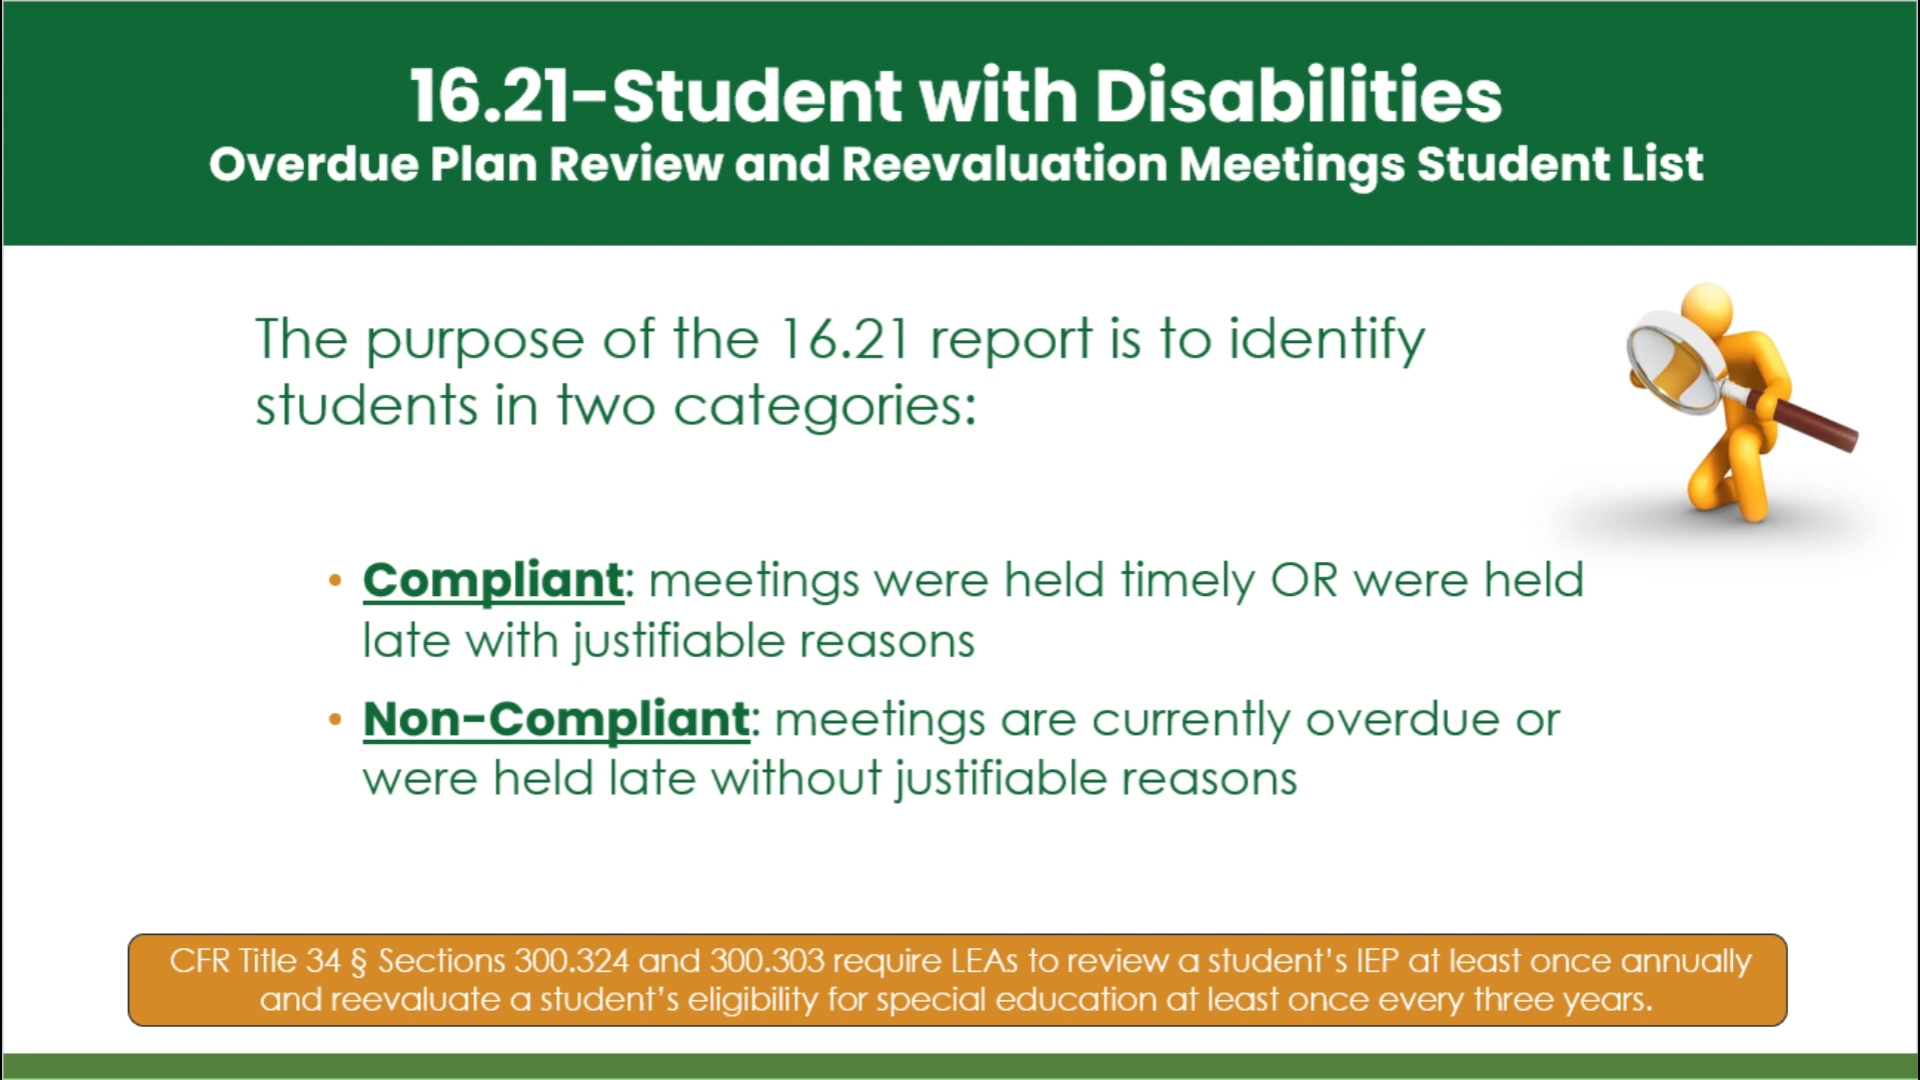 16.21-Student with Disabilities
Overdue Plan Review and Reevaluation Meetings Student List
The purpose of the 16.21 report is to identify
students in two categories:
• Compliant: meetings were held timely OR were held
late with justifiable reasons
• Non-Compliant: meetings are currently overdue or
were held late without justifiable reasons
CFR Title 34 § Sections 300.324 and 300.303 require LEAs to review a student’s IEP at least once annually
and reevaluate a student’s eligibility for special education at least once every three years.